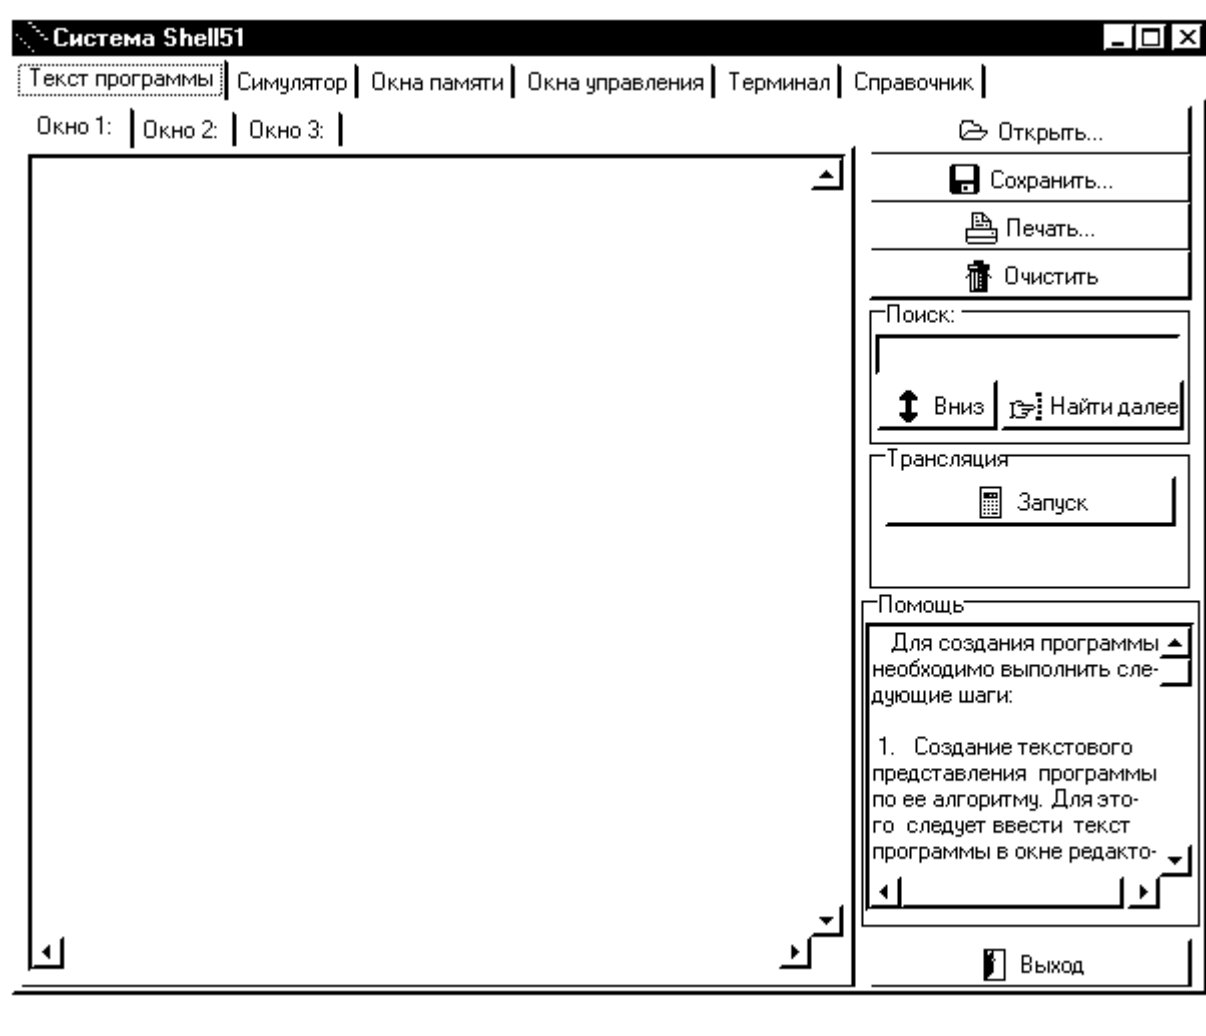 Система Shell51
Текст программы Симулятор Окна памяти Окна управления Терминал Справочник
Окно 1: Окно 2: Окно 3:
Открыть...
Сохранить...
Печать...
Очистить
Поиск:
Вниз Найти далее
Трансляция
Запуск
Помощь
Для создания программы
необходимо выполнить сле-
дующие шаги:
1. Создание текстового
представления программы
по ее алгоритму. Для это-
го следует ввести текст
программы в окне редакто-
Выход